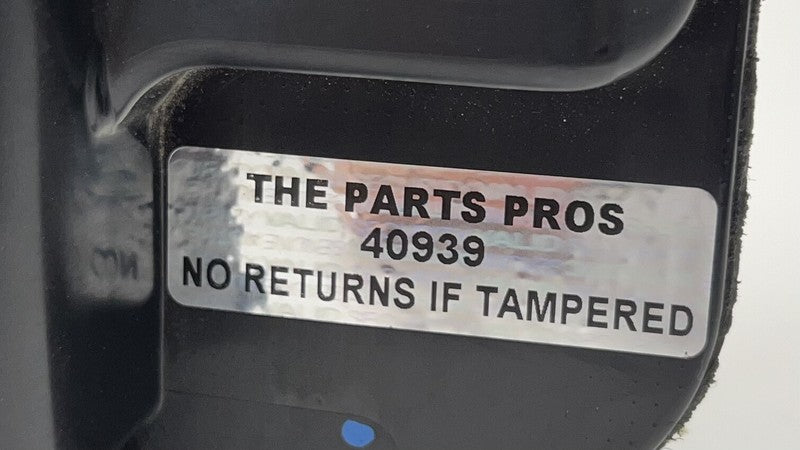 THE PARTS PROS
40939
NO RETURNS IF TAMPERED